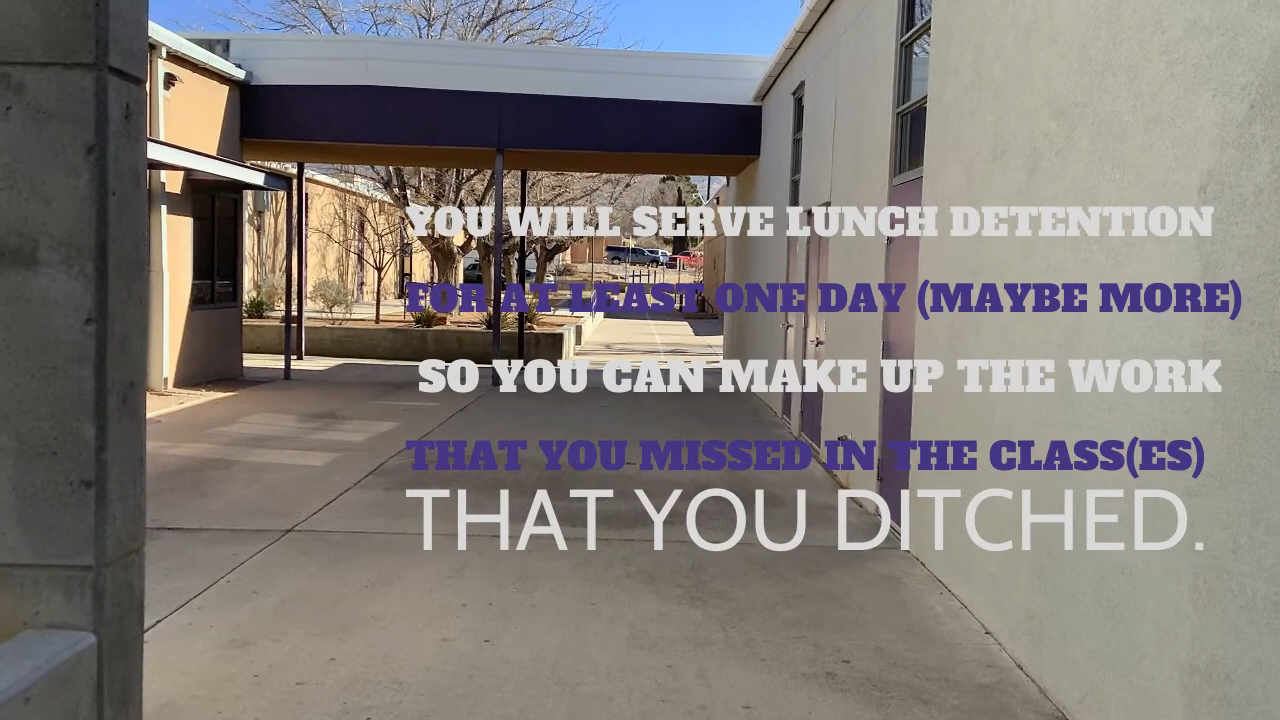 YOU WILL SERVE LUNCH DETENTION
FOR AT LEAST ONE DAY (MAYBE MORE)
SO YOU CAN MAKE UP THE WORK
THAT YOU MISSED IN THE CLASS(ES)
THAT YOU DITCHED.